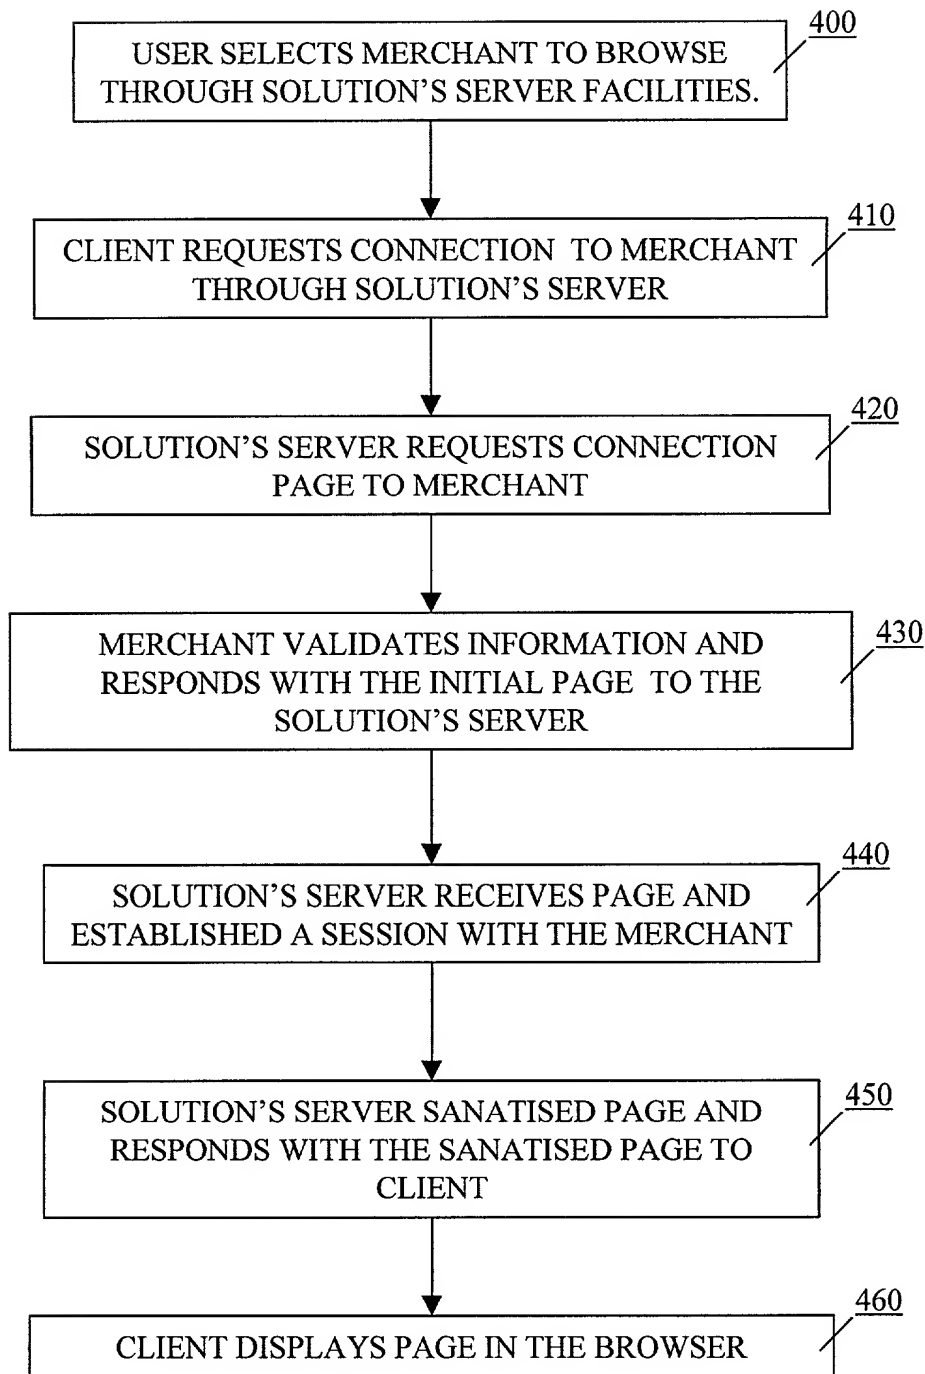 400
USER SELECTS MERCHANT TO BROWSE
THROUGH SOLUTION'S SERVER FACILITIES.
410
CLIENT REQUESTS CONNECTION TO MERCHANT
THROUGH SOLUTION'S SERVER
420
SOLUTION'S SERVER REQUESTS CONNECTION
PAGE TO MERCHANT
430
MERCHANT VALIDATES INFORMATION AND
RESPONDS WITH THE INITIAL PAGE TO THE
SOLUTION'S SERVER
440
SOLUTION'S SERVER RECEIVES PAGE AND
ESTABLISHED A SESSION WITH THE MERCHANT
450
SOLUTION'S SERVER SANATISED PAGE AND
RESPONDS WITH THE SANATISED PAGE TO
CLIENT
460
CLIENT DISPLAYS PAGE IN THE BROWSER